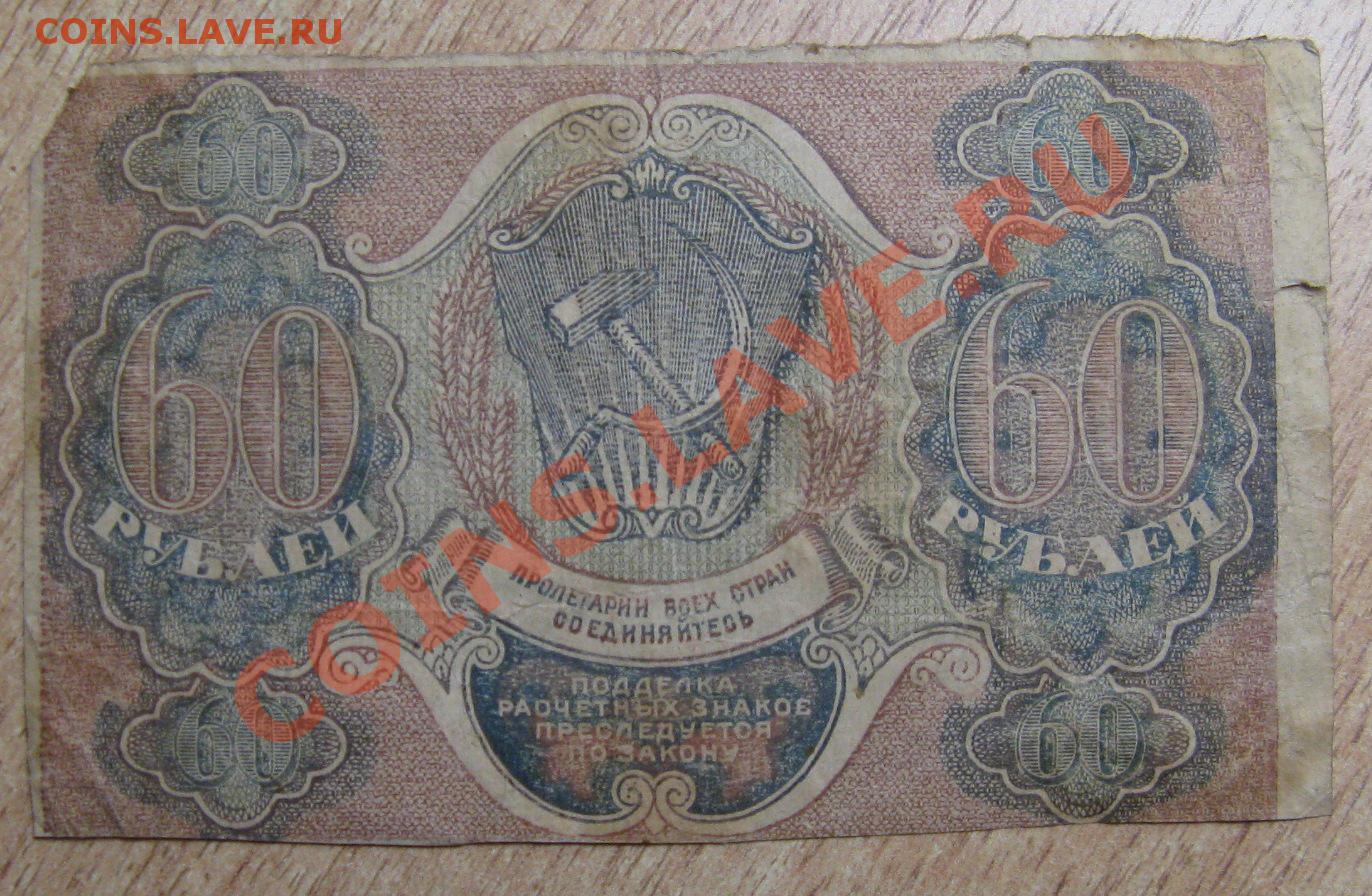 COINS.LAVE.RU
60 60
60 60
РУБЛЕЙ РУБЛЕЙ
ПРОЛЕТАРИИ ВСЕХ СТРАН
СОЕДИНЯЙТЕСЬ
ПОДДЕЛКА
РАСЧЕТНЫХ ЗНАКОВ
ПРЕСЛЕДУЕТСЯ
ПО ЗАКОНУ
60 60
COINS.LAVE.RU